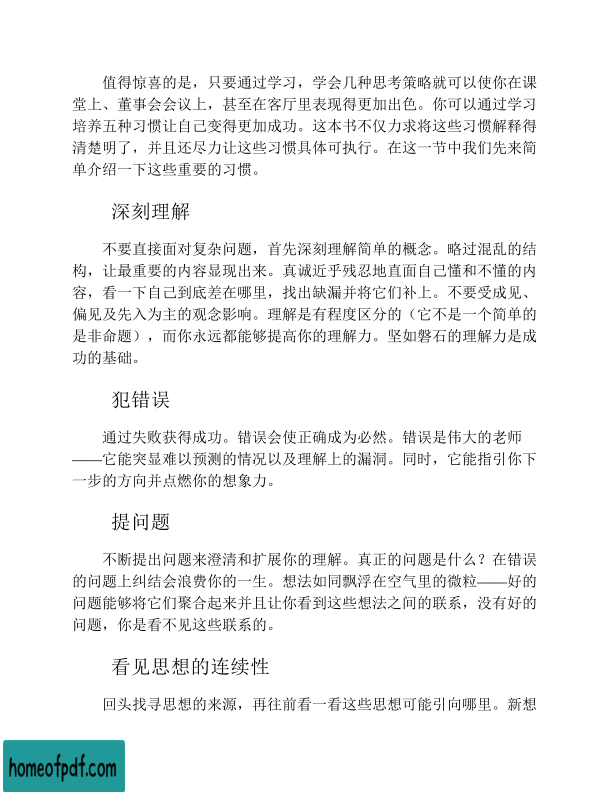 值得惊喜的是，只要通过学习，学会几种思考策略就可以使你在课
堂上、董事会会议上，甚至在客厅里表现得更加出色。你可以通过学习
培养五种习惯让自己变得更加成功。这本书不仅力求将这些习惯解释得
清楚明了，并且还尽力让这些习惯具体可执行。在这一节中我们先来简
单介绍一下这些重要的习惯。
深刻理解
不要直接面对复杂问题，首先深刻理解简单的概念。略过混乱的结
构，让最重要的内容显现出来。真诚近乎残忍地直面自己懂和不懂的内
容，看一下自己到底差在哪里，找出缺漏并将它们补上。不要受成见、
偏见及先入为主的观念影响。理解是有程度区分的（它不是一个简单的
是非命题），而你永远都能够提高你的理解力。坚如磐石的理解力是成
功的基础。
犯错误
通过失败获得成功。错误会使正确成为必然。错误是伟大的老师
——它能突显难以预测的情况以及理解上的漏洞。同时，它能指引你下
一步的方向并点燃你的想象力。
提问题
不断提出问题来澄清和扩展你的理解。真正的问题是什么？在错误
的问题上纠结会浪费你的一生。想法如同飘浮在空气里的微粒——好的
问题能够将它们聚合起来并且让你看到这些想法之间的联系，没有好的
问题，你是看不见这些联系的。
看见思想的连续性
回头找寻思想的来源，再往前看一看这些思想可能引向哪里。新想
homeofpdf.com